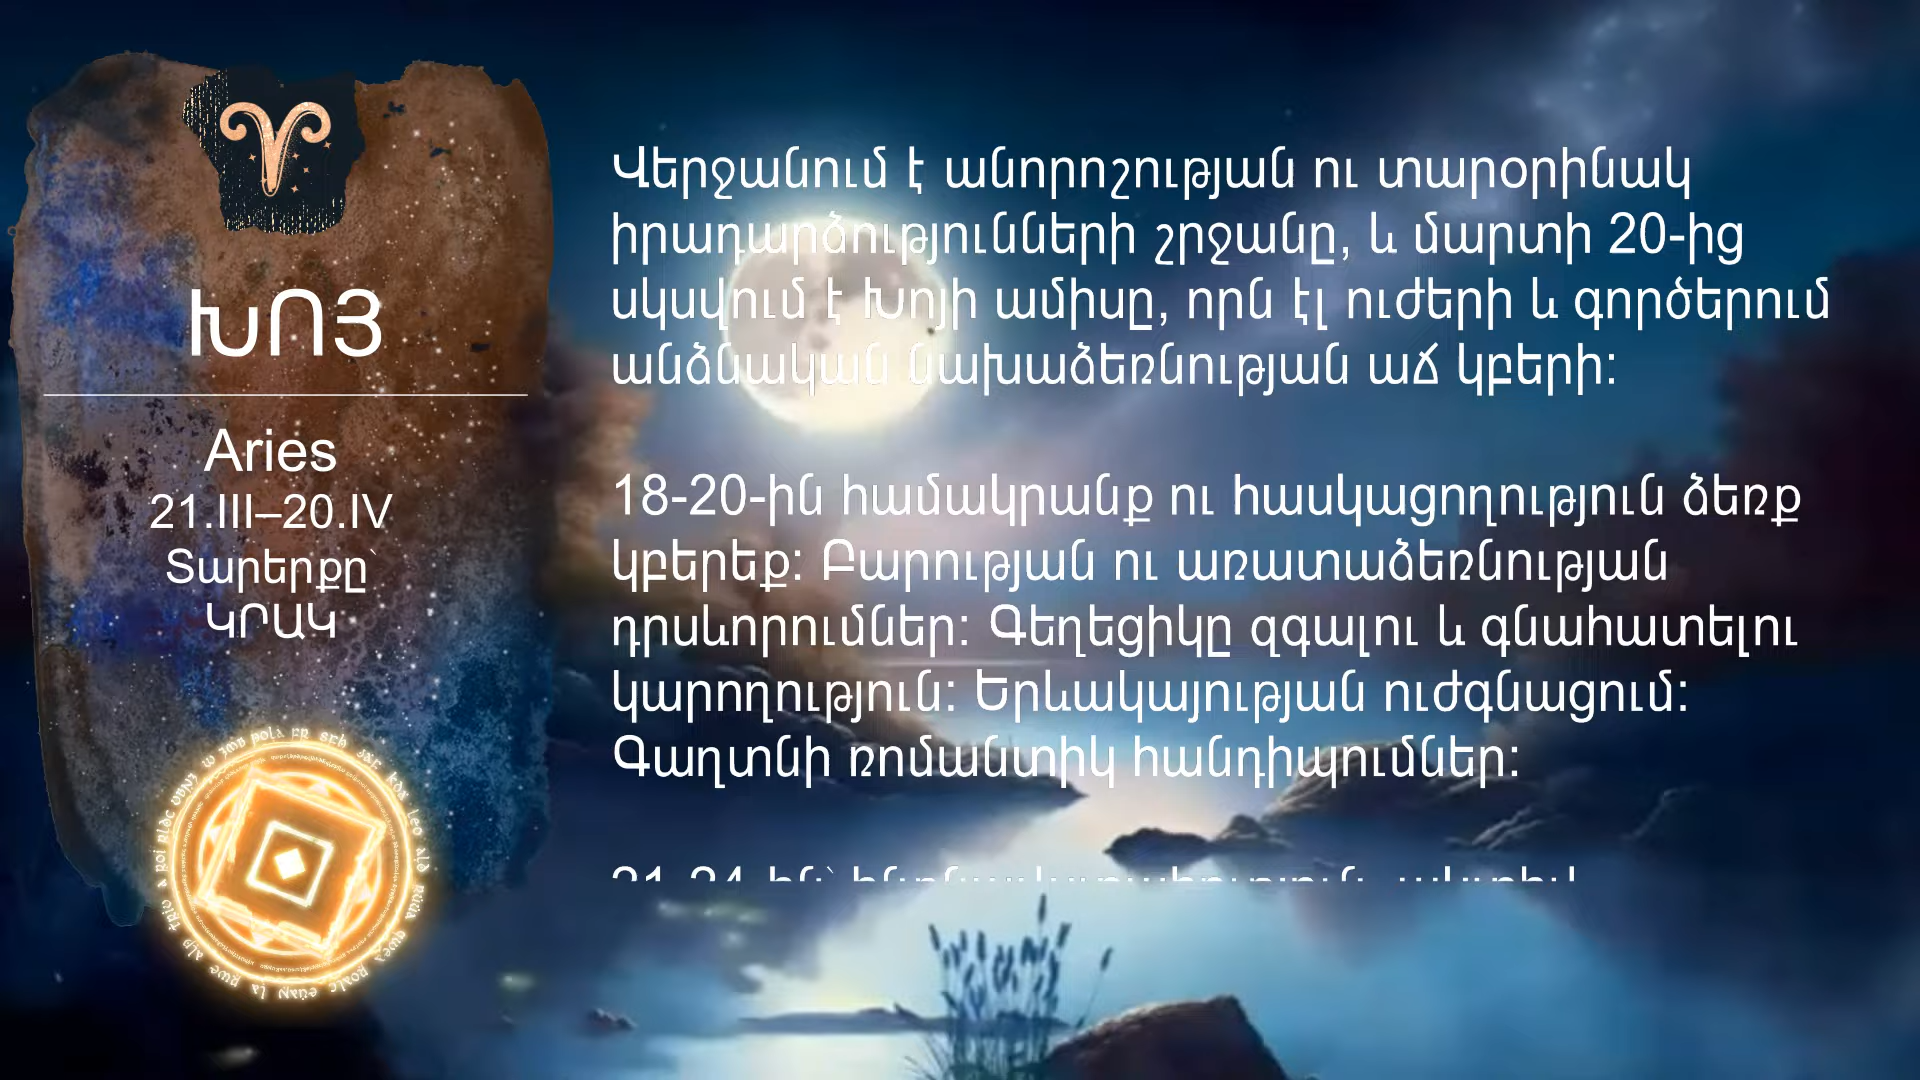 ԽՈՅ
Aries
21.III–20.IV
Տարերքը՝
ԿՐԱԿ
Վերջանում է անորոշության ու տարօրինակ
իրադարձությունների շրջանը, և մարտի 20-ից
սկսվում է Խոյի ամիսը, որն էլ ուժերի և գործերում
անձնական նախաձեռնության աճ կբերի:
18-20-ին համակրանք ու հասկացողություն ձեռք
կբերեք: Բարության ու առատաձեռնության
դրսևորումներ: Գեղեցիկը զգալու և գնահատելու
կարողություն: Երևակայության ուժգնացում:
Գաղտնի ռոմանտիկ հանդիպումներ: